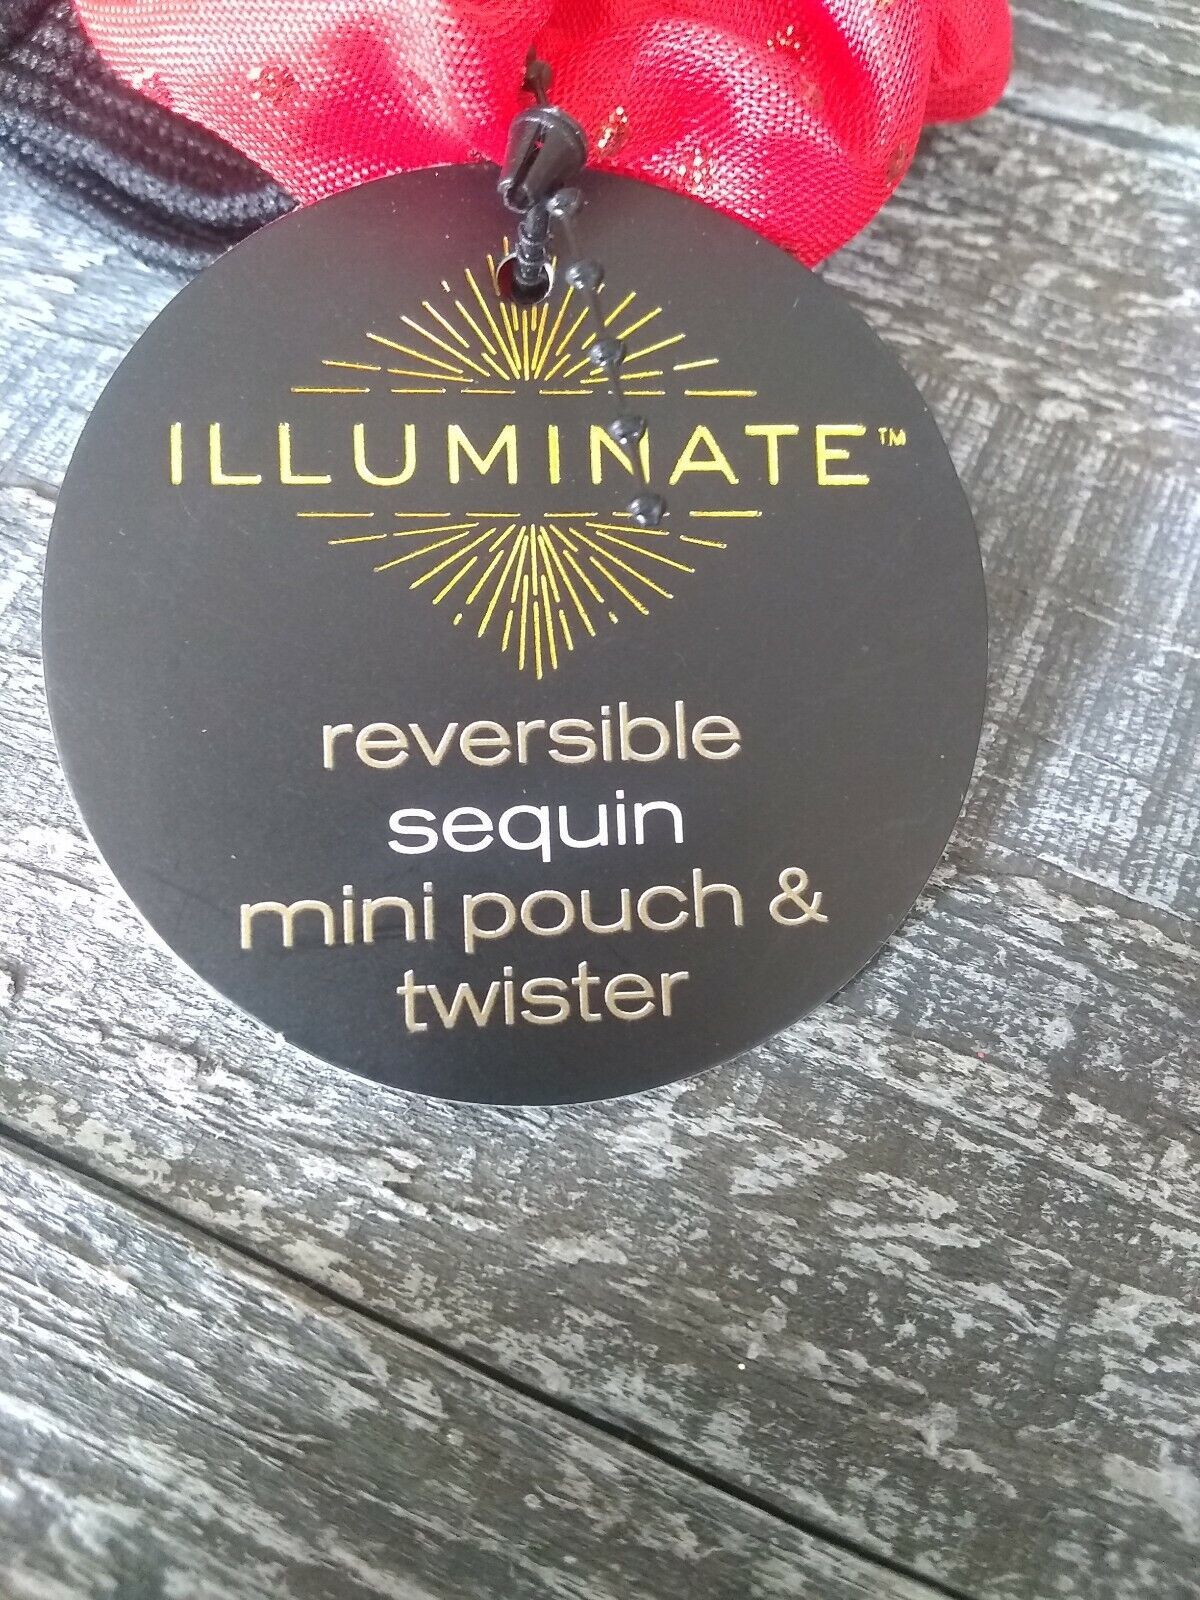 ILLUMINATE™
reversible
sequin
mini pouch &
twister